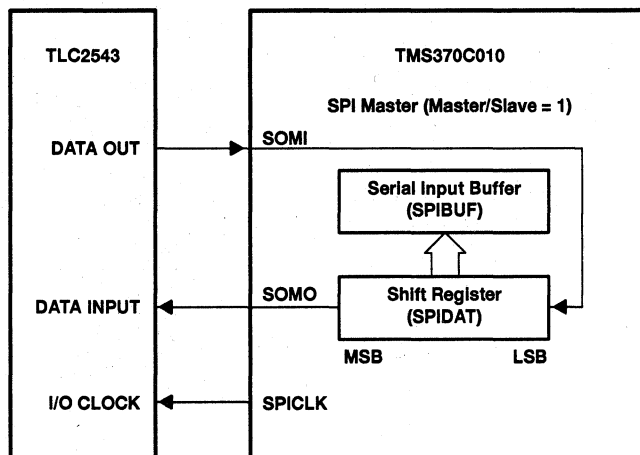 TLC2543
TMS370C010
SPI Master (Master/Slave = 1)
DATA OUT
SOMI
Serial Input Buffer
(SPIBUF)
DATA INPUT
SOMO
Shift Register
(SPIDAT)
MSB
LSB
I/O CLOCK
SPICLK